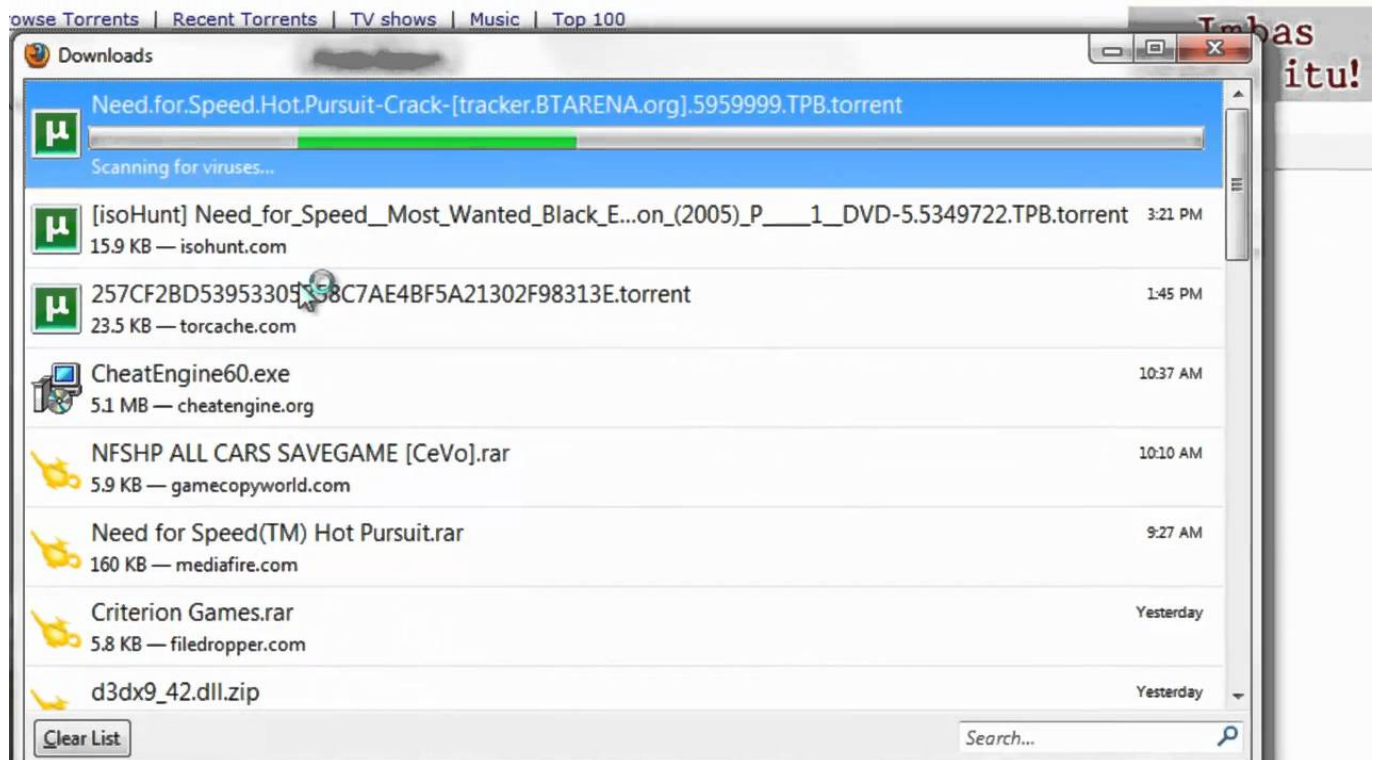 owse Torrents | Recent Torrents | TV shows | Music | Top 100
Imbas
itu!
Downloads
Need.for.Speed.Hot.Pursuit-Crack-[tracker.BTARENA.org].5959999.TPB.torrent
Scanning for viruses...
[isoHunt] Need_for_Speed__Most_Wanted_Black_E...on_(2005)_P____1__DVD-5.5349722.TPB.torrent 3:21 PM
15.9 KB — isohunt.com
1:45 PM
23.5 KB — torcache.com
CheatEngine60.exe 10:37 AM
5.1 MB — cheatengine.org
NFSHP ALL CARS SAVEGAME [CeVo].rar 10:10 AM
5.9 KB — gamecopyworld.com
Need for Speed(TM) Hot Pursuit.rar 9:27 AM
160 KB — mediafire.com
Criterion Games.rar Yesterday
5.8 KB — filedropper.com
d3dx9_42.dll.zip Yesterday
Clear List Search...